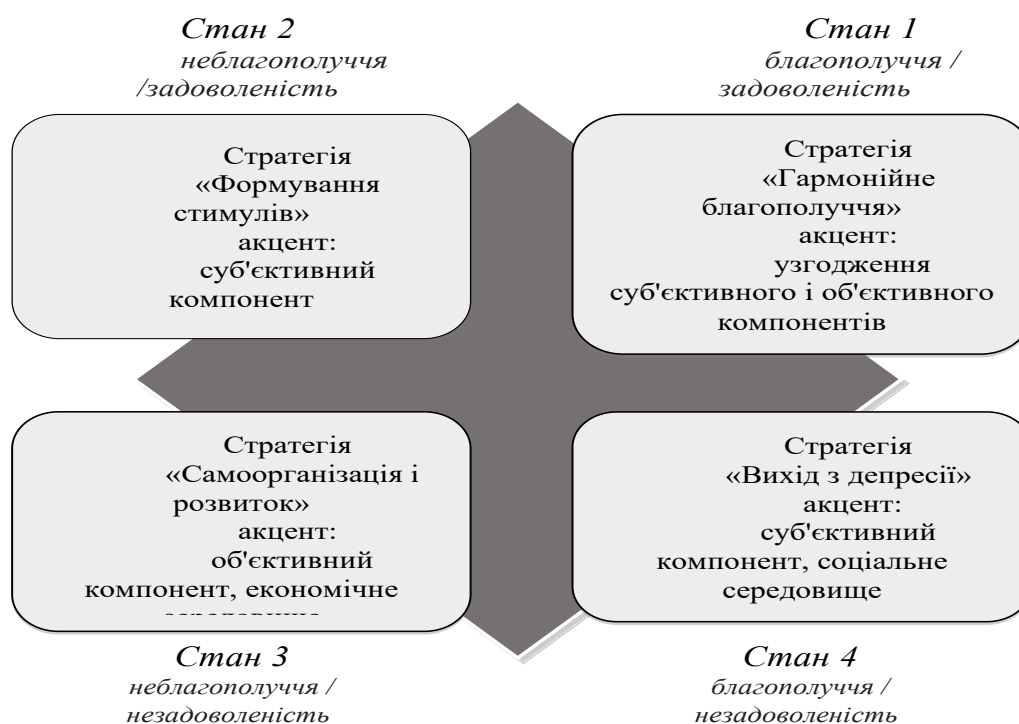 Стан 2
неблагополуччя
/задоволеність
Стан 1
благополуччя /
задоволеність
Стратегія
«Формування
стимулів»
акцент:
суб'єктивний
компонент
Стратегія
«Гармонійне
благополуччя»
акцент:
узгодження
суб'єктивного і об'єктивного
компонентів
Стратегія
«Самоорганізація і
розвиток»
акцент:
об'єктивний
компонент, економічне
Стратегія
«Вихід з депресії»
акцент:
суб'єктивний
компонент, соціальне
середовище
Стан 3
неблагополуччя /
незадоволеність
Стан 4
благополуччя /
незадоволеність